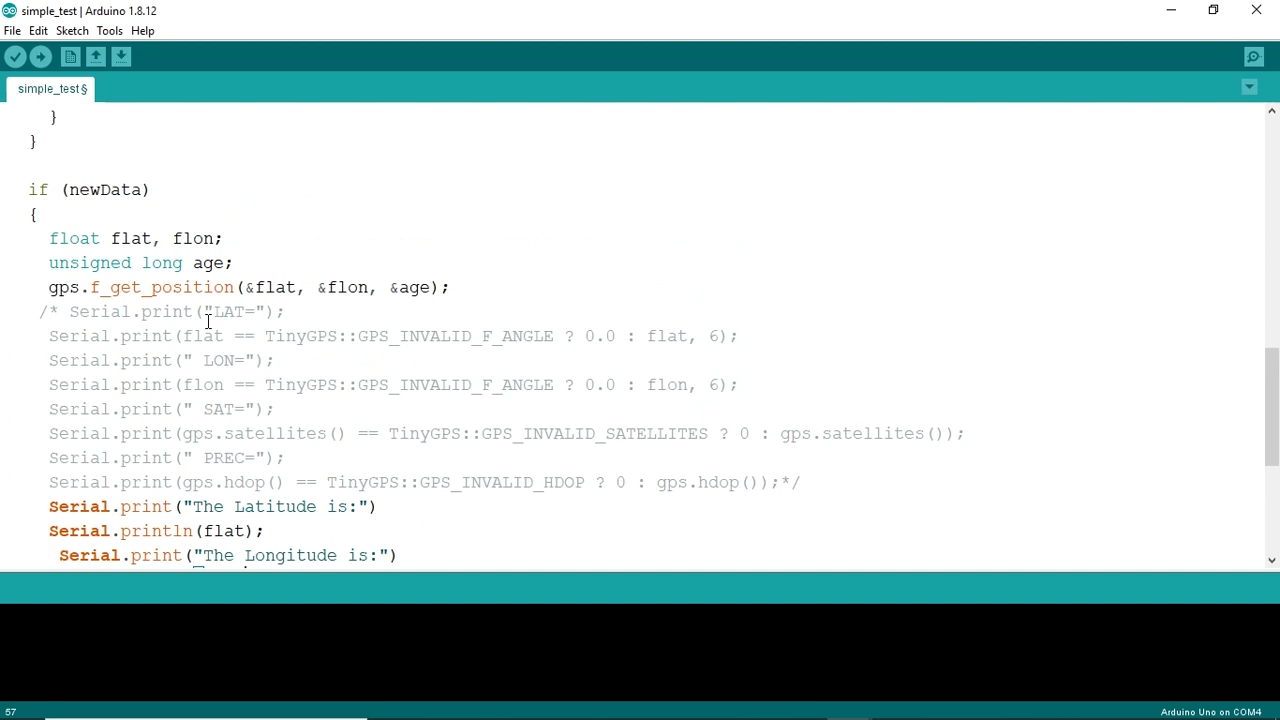 simple_test | Arduino 1.8.12
File Edit Sketch Tools Help
simple_test§
}
}
if (newData)
{
float flat, flon;
unsigned long age;
gps.f_get_position(&flat, &flon, &age);
/* Serial.print("LAT=");
Serial.print(flat == TinyGPS::GPS_INVALID_F_ANGLE ? 0.0 : flat, 6);
Serial.print(" LON=");
Serial.print(flon == TinyGPS::GPS_INVALID_F_ANGLE ? 0.0 : flon, 6);
Serial.print(" SAT=");
Serial.print(gps.satellites() == TinyGPS::GPS_INVALID_SATELLITES ? 0 : gps.satellites());
Serial.print(" PREC=");
Serial.print(gps.hdop() == TinyGPS::GPS_INVALID_HDOP ? 0 : gps.hdop());*/
Serial.print("The Latitude is:")
Serial.println(flat);
Serial.print("The Longitude is:")
57
Arduino Uno on COM4